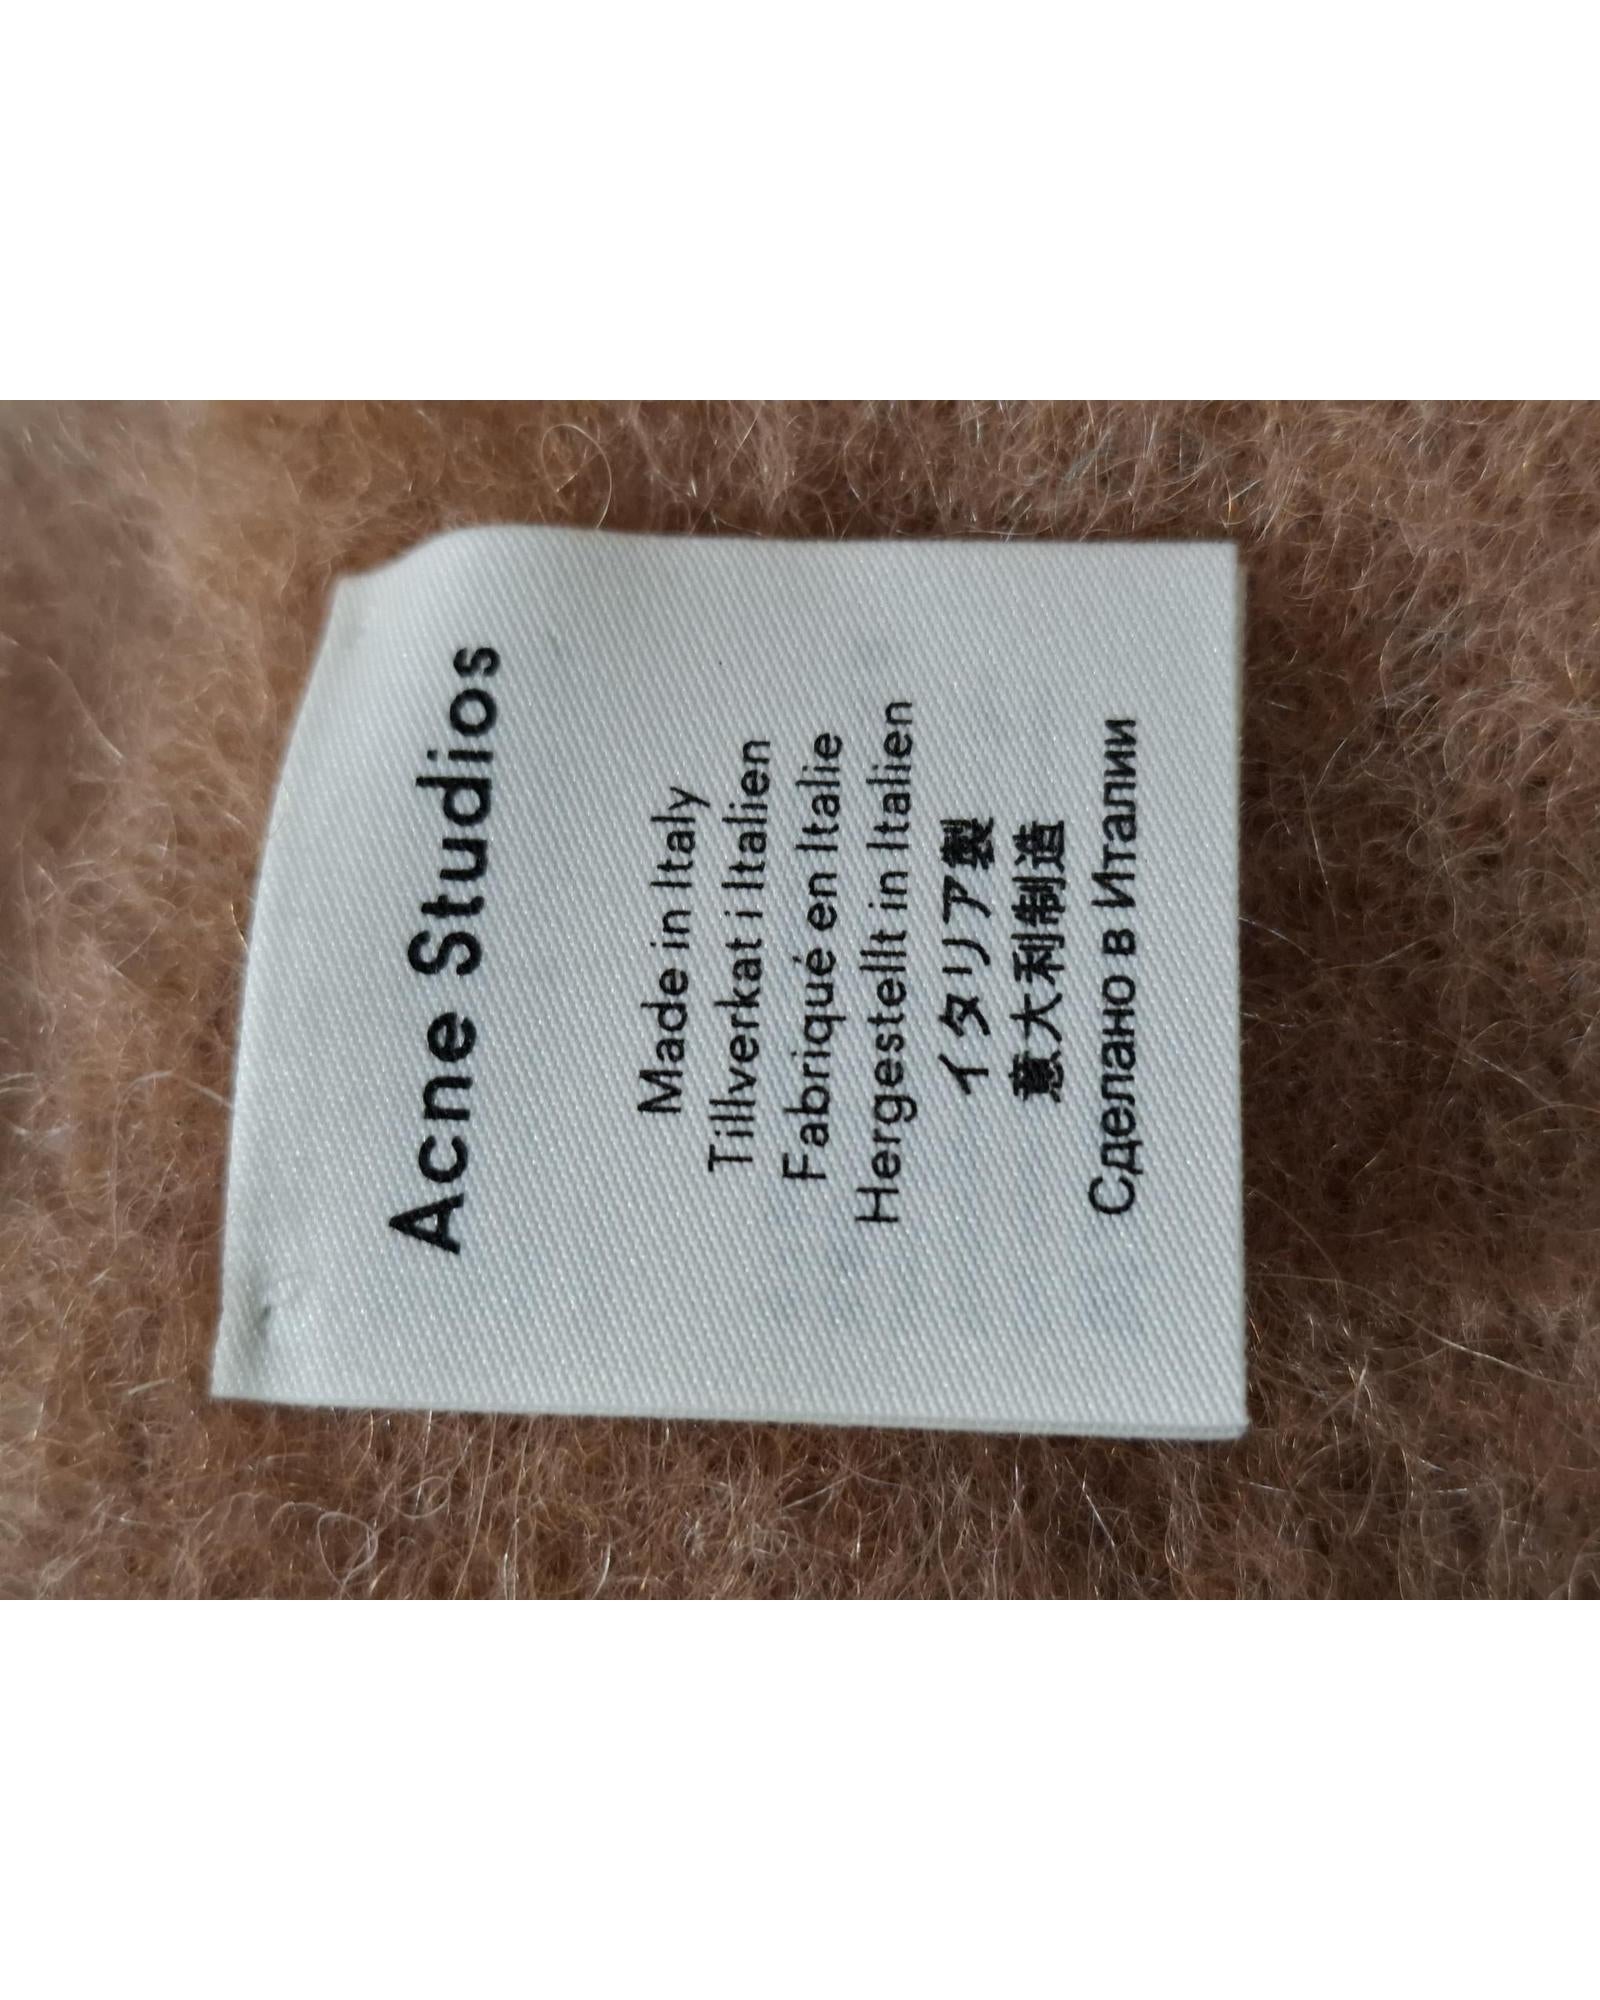 Acne Studios
Made in Italy
Tillverkat i Italien
Fabriqué en Italie
Hergestellt in Italien
イタリア製
意大利制造
Сделано в Италии